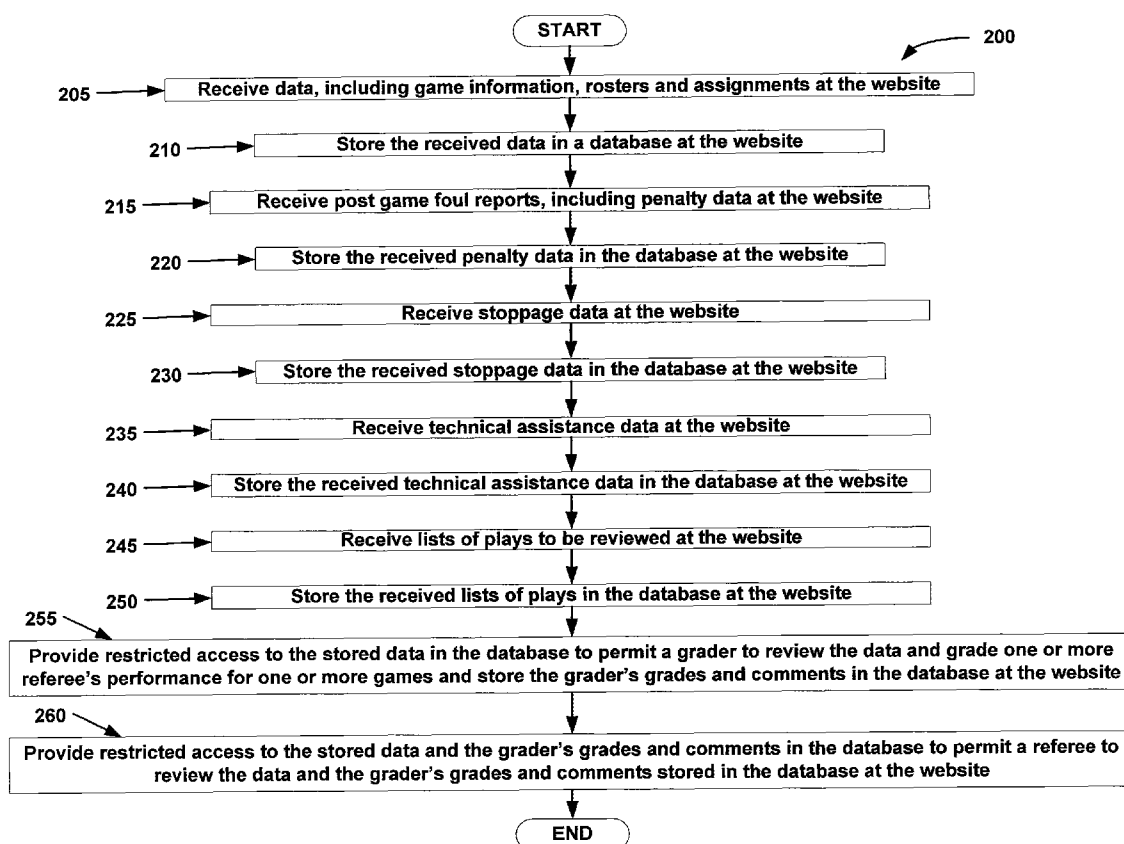 START
200
205
Receive data, including game information, rosters and assignments at the website
210
Store the received data in a database at the website
215
Receive post game foul reports, including penalty data at the website
220
Store the received penalty data in the database at the website
225
Receive stoppage data at the website
230
Store the received stoppage data in the database at the website
235
Receive technical assistance data at the website
240
Store the received technical assistance data in the database at the website
245
Receive lists of plays to be reviewed at the website
250
Store the received lists of plays in the database at the website
255
Provide restricted access to the stored data in the database to permit a grader to review the data and grade one or more
referee's performance for one or more games and store the grader's grades and comments in the database at the website
260
Provide restricted access to the stored data and the grader's grades and comments in the database to permit a referee to
review the data and the grader's grades and comments stored in the database at the website
END